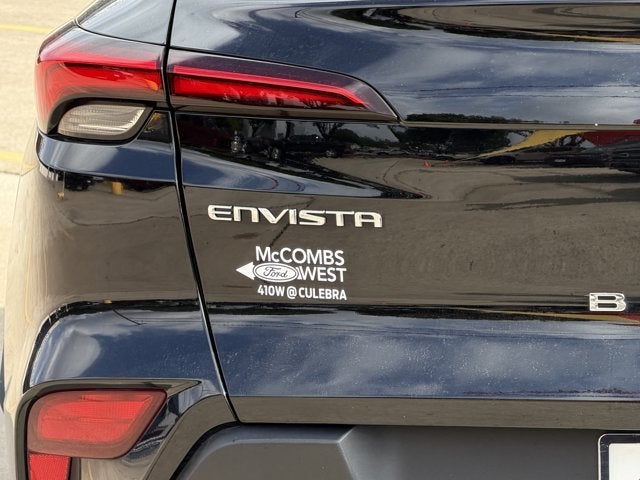 ENVISTA
McCOMBS
Ford WEST
410W @ CULEBRA
B